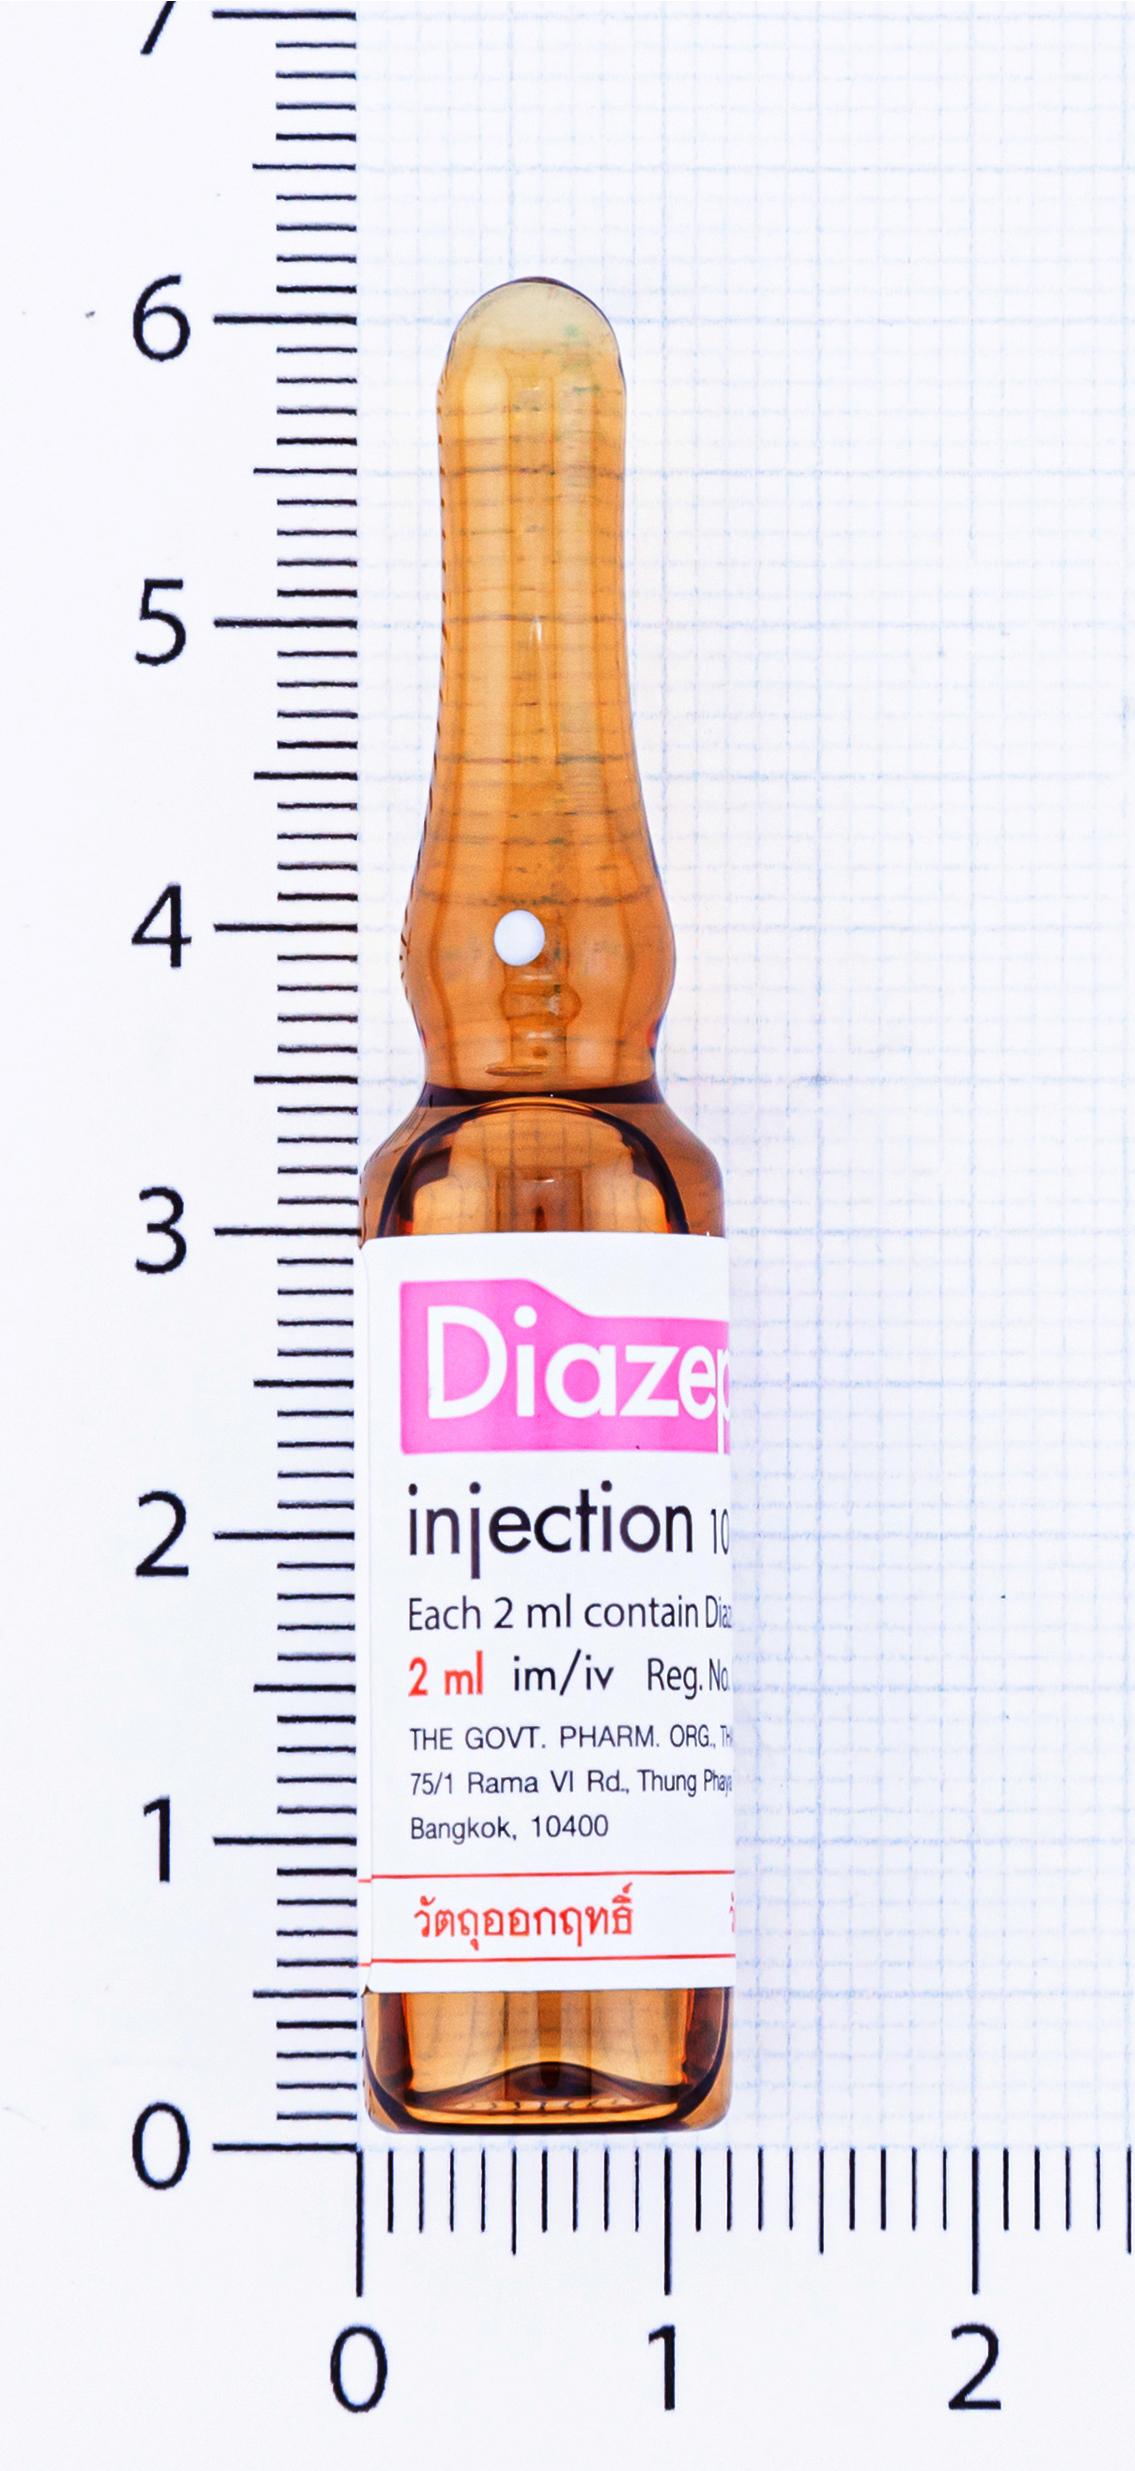 7
6
5
4
3
2
1
0
Diazep
injection 10
Each 2 ml contain Diaz
2 ml im/iv Reg. No.
THE GOVT. PHARM. ORG., TH
75/1 Rama VI Rd., Thung Phaya
Bangkok, 10400
วัตถุออกฤทธิ์
0 1 2